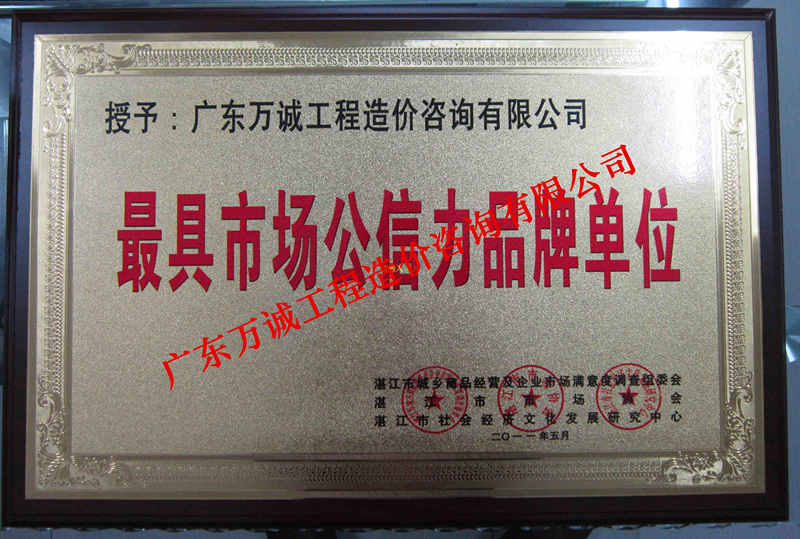 授予：广东万诚工程造价咨询有限公司
最具市场公信力品牌单位
广东万诚工程造价咨询有限公司
湛江市城乡商品经营及企业市场满意度调查组委会
湛江市 市场 会
湛江市社会经济文化发展研究中心
二〇一一年五月